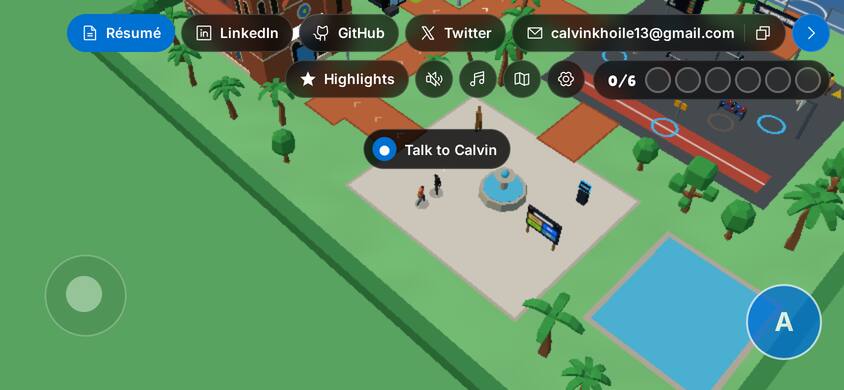 Résumé LinkedIn GitHub Twitter calvinkhoile13@gmail.com
Highlights 0/6
Talk to Calvin
A